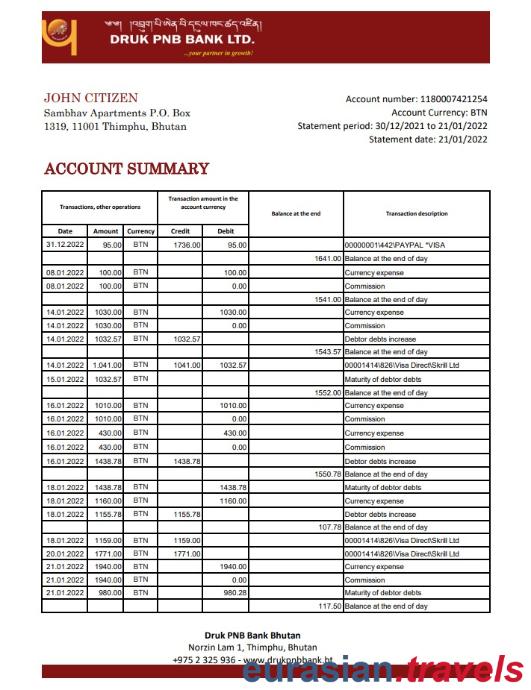 འབྲུག་པི་ཨེན་བི་དངུལ་ཁང་ཚད་འཛིན།
DRUK PNB BANK LTD.
...your partner in growth!
JOHN CITIZEN
Sambhav Apartments P.O. Box
1319, 11001 Thimphu, Bhutan
Account number: 1180007421254
Account Currency: BTN
Statement period: 30/12/2021 to 21/01/2022
Statement date: 21/01/2022
ACCOUNT SUMMARY
Transactions, other operations Transaction amount in the account currency Balance at the end Transaction description
Date Amount Currency Credit Debit
31.12.2022 95.00 BTN 1736.00 95.00 00000001\442\PAYPAL *VISA
1641.00 Balance at the end of day
08.01.2022 100.00 BTN 100.00 Currency expense
08.01.2022 100.00 BTN 0.00 Commission
1541.00 Balance at the end of day
14.01.2022 1030.00 BTN 1030.00 Currency expense
14.01.2022 1030.00 BTN 0.00 Commission
14.01.2022 1032.57 BTN 1032.57 Debtor debts increase
1543.57 Balance at the end of day
14.01.2022 1,041.00 BTN 1041.00 1032.57 00001414\826\Visa Direct\Skrill Ltd
15.01.2022 1032.57 BTN Maturity of debtor debts
1552.00 Balance at the end of day
16.01.2022 1010.00 BTN 1010.00 Currency expense
16.01.2022 1010.00 BTN 0.00 Commission
16.01.2022 430.00 BTN 430.00 Currency expense
16.01.2022 430.00 BTN 0.00 Commission
16.01.2022 1438.78 BTN 1438.78 Debtor debts increase
1550.78 Balance at the end of day
18.01.2022 1438.78 BTN 1438.78 Maturity of debtor debts
18.01.2022 1160.00 BTN 1160.00 Currency expense
18.01.2022 1155.78 BTN 1155.78 Debtor debts increase
107.78 Balance at the end of day
18.01.2022 1159.00 BTN 1159.00 00001414\826\Visa Direct\Skrill Ltd
20.01.2022 1771.00 BTN 1771.00 00001414\826\Visa Direct\Skrill Ltd
21.01.2022 1940.00 BTN 1940.00 Currency expense
21.01.2022 1940.00 BTN 0.00 Commission
21.01.2022 980.00 BTN 980.28 Maturity of debtor debts
117.50 Balance at the end of day
Druk PNB Bank Bhutan
Norzin Lam 1, Thimphu, Bhutan
+975 2 325 936 - www.drukpnbbank.bt
eurasian.travels